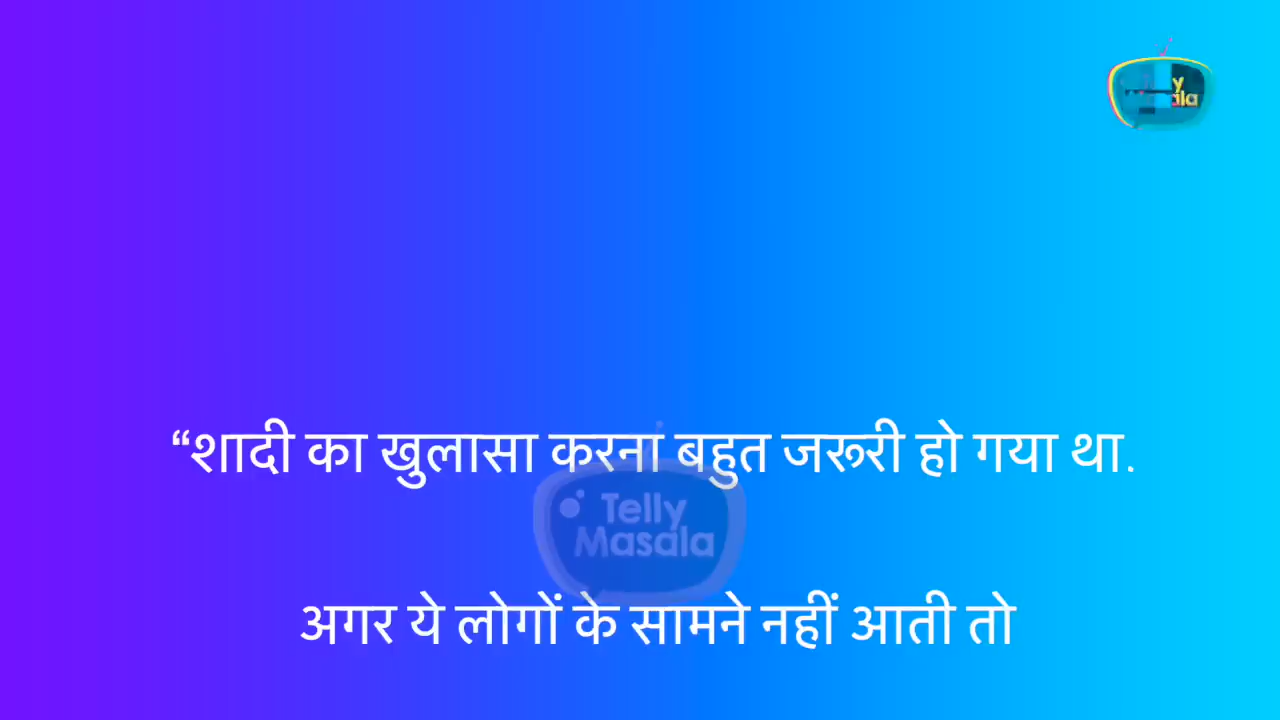 “शादी का खुलासा करना बहुत जरूरी हो गया था.
Telly
Masala
अगर ये लोगों के सामने नहीं आती तो